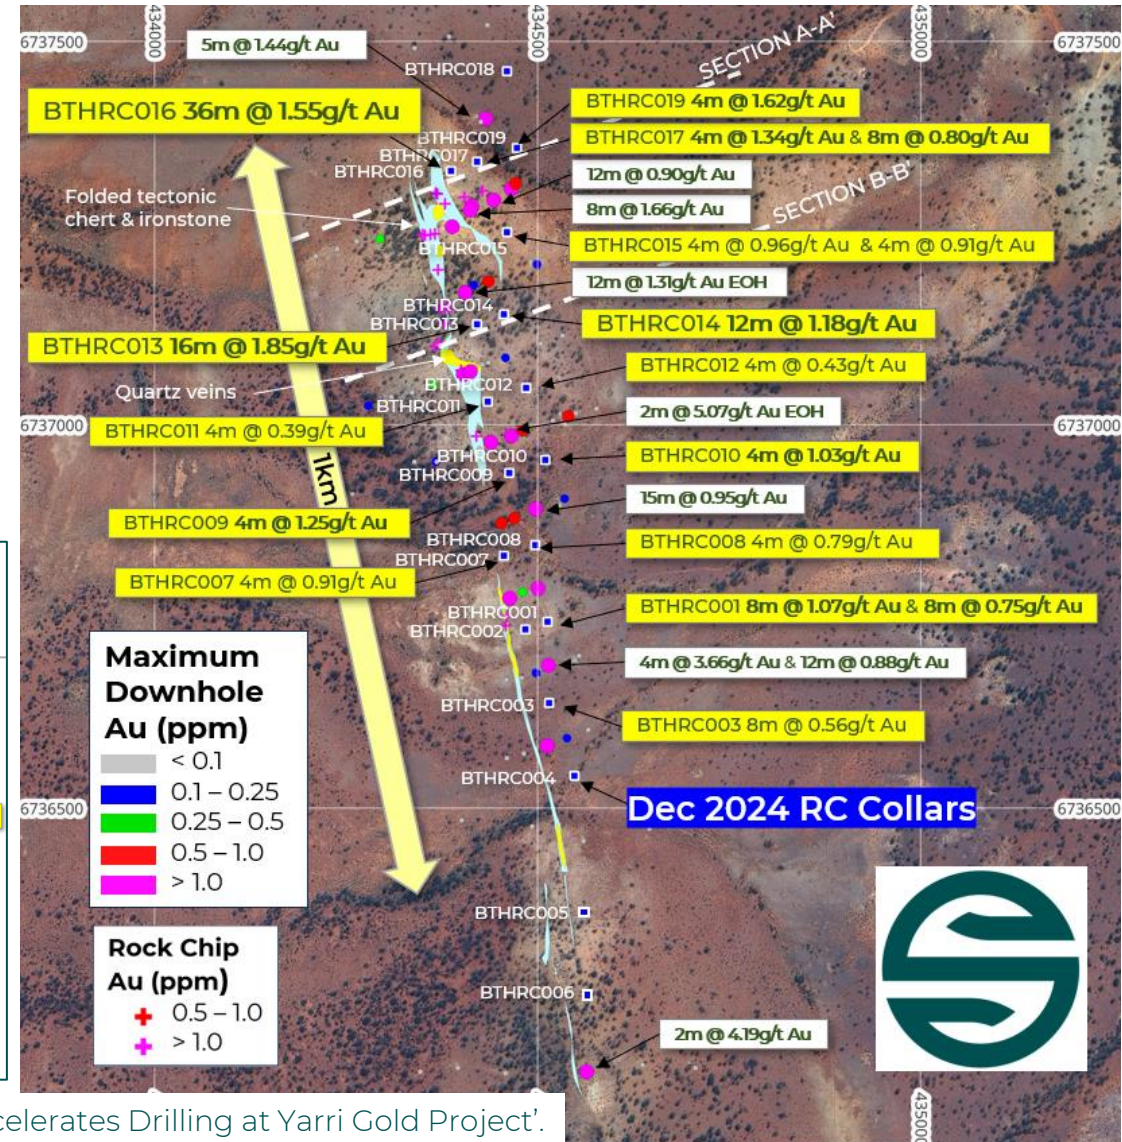 434000
434500
435000
6737500
6737500
5m @ 1.44g/t Au
BTHRC018
SECTION A-A'
BTHRC016 36m @ 1.55g/t Au
BTHRC019 4m @ 1.62g/t Au
BTHRC019
BTHRC017 4m @ 1.34g/t Au & 8m @ 0.80g/t Au
BTHRC017
BTHRC016
12m @ 0.90g/t Au
SECTION B-B'
Folded tectonic
chert & ironstone
8m @ 1.66g/t Au
BTHRC015
BTHRC015 4m @ 0.96g/t Au & 4m @ 0.91g/t Au
12m @ 1.31g/t Au EOH
BTHRC014
BTHRC013
BTHRC014 12m @ 1.18g/t Au
BTHRC013 16m @ 1.85g/t Au
BTHRC012 4m @ 0.43g/t Au
Quartz veins
BTHRC012
BTHRC011
2m @ 5.07g/t Au EOH
6737000
6737000
BTHRC011 4m @ 0.39g/t Au
BTHRC010
BTHRC010 4m @ 1.03g/t Au
BTHRC009
1km
15m @ 0.95g/t Au
BTHRC009 4m @ 1.25g/t Au
BTHRC008
BTHRC008 4m @ 0.79g/t Au
BTHRC007
BTHRC007 4m @ 0.91g/t Au
BTHRC001
BTHRC001 8m @ 1.07g/t Au & 8m @ 0.75g/t Au
BTHRC002
4m @ 3.66g/t Au & 12m @ 0.88g/t Au
Maximum
Downhole
Au (ppm)
< 0.1
0.1 – 0.25
0.25 – 0.5
0.5 – 1.0
> 1.0
BTHRC003
BTHRC003 8m @ 0.56g/t Au
BTHRC004
Dec 2024 RC Collars
6736500
6736500
BTHRC005
Rock Chip
Au (ppm)
0.5 – 1.0
> 1.0
BTHRC006
2m @ 4.19g/t Au
435000
celerates Drilling at Yarri Gold Project'.